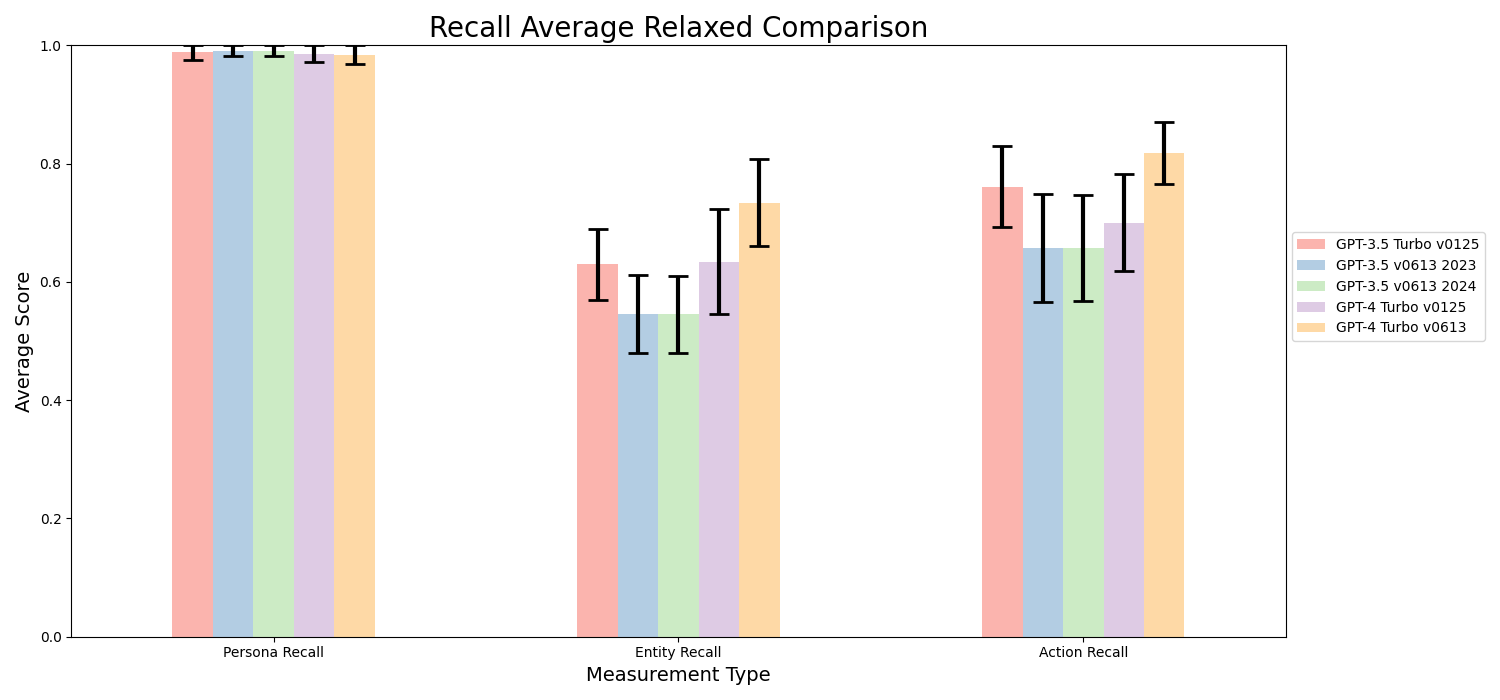 Recall Average Relaxed Comparison
Average Score
1.0
0.8
0.6
0.4
0.2
0.0
Persona Recall
Entity Recall
Action Recall
Measurement Type
GPT-3.5 Turbo v0125
GPT-3.5 v0613 2023
GPT-3.5 v0613 2024
GPT-4 Turbo v0125
GPT-4 Turbo v0613